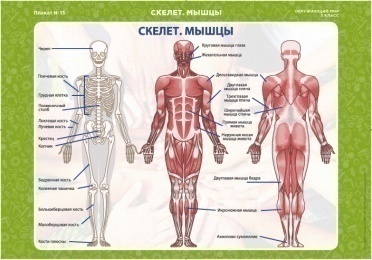 Плакат № 15
СКЕЛЕТ. МЫШЦЫ
ОКРУЖАЮЩИЙ МИР
3 КЛАСС
СКЕЛЕТ. МЫШЦЫ
Череп
Плечевая кость
Грудная клетка
Позвоночный
столб
Локтевая кость
Лучевая кость
Крестец
Копчик
Бедренная кость
Коленная чашечка
Большеберцовая кость
Малоберцовая кость
Кости плюсны
Круговая мышца глаза
Жевательная мышца
Дельтовидная мышца
Двуглавая
мышца плеча
Трехглавая
мышца плеча
Широчайшая
мышца спины
Прямая мышца
живота
Наружная косая
мышца живота
Двуглавая мышца бедра
Икроножная мышца
Ахиллово сухожилие